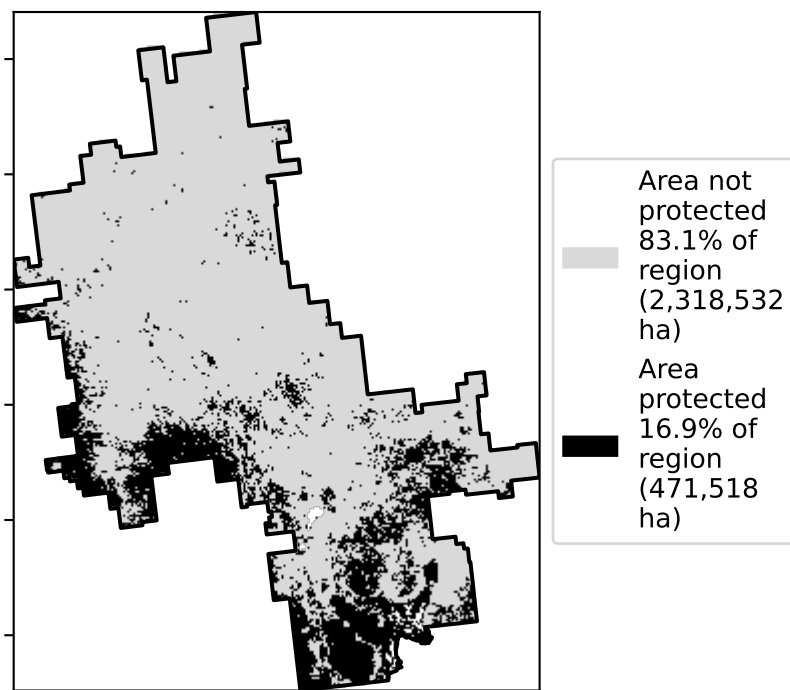 Area not
protected
83.1% of
region
(2,318,532
ha)
Area
protected
16.9% of
region
(471,518
ha)